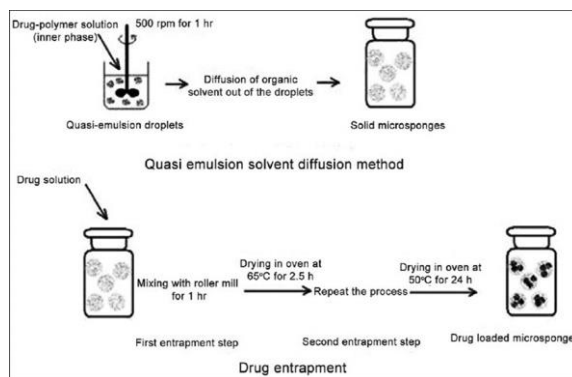 Drug-polymer solution
(inner phase)
500 rpm for 1 hr
Diffusion of organic
solvent out of the droplets
Quasi-emulsion droplets
Solid microsponges
Quasi emulsion solvent diffusion method
Drug solution
Mixing with roller mill
for 1 hr
Drying in oven at
65°C for 2.5 h
Repeat the process
Drying in oven at
50°C for 24 h
First entrapment step
Second entrapment step
Drug loaded microsponge
Drug entrapment